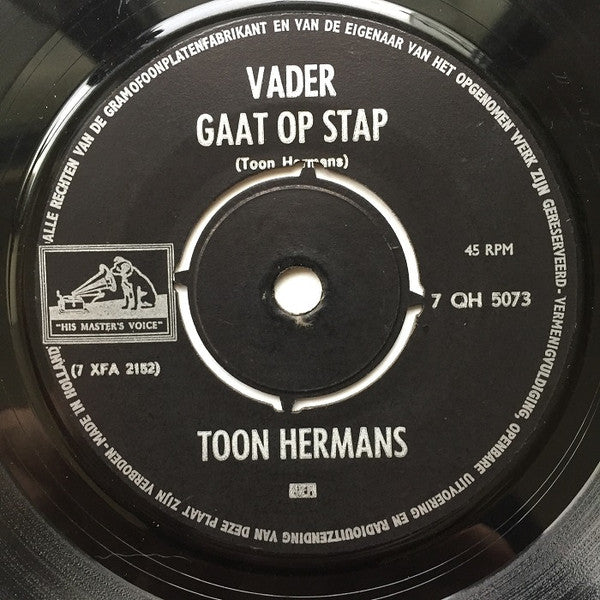 ALLE RECHTEN VAN DE GRAMOFOONPLATENFABRIKANT EN VAN DE EIGENAAR VAN HET OPGENOMEN WERK ZIJN GERESERVEERD-VERMENIGVULDIGING, OPENBARE UITVOERING EN RADIOUITZENDING VAN DEZE PLAAT ZIJN VERBODEN-MADE IN HOLLAND
VADER
GAAT OP STAP
(Toon Hermans)
45 RPM
7 QH 5073
"HIS MASTER'S VOICE"
(7 XFA 2152)
TOON HERMANS